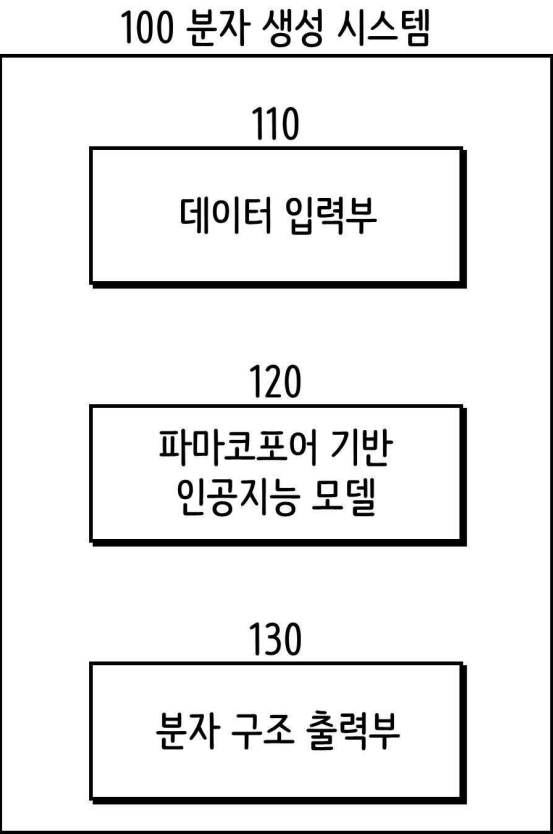 100 분자 생성 시스템
110
데이터 입력부
120
파마코포어 기반
인공지능 모델
130
분자 구조 출력부